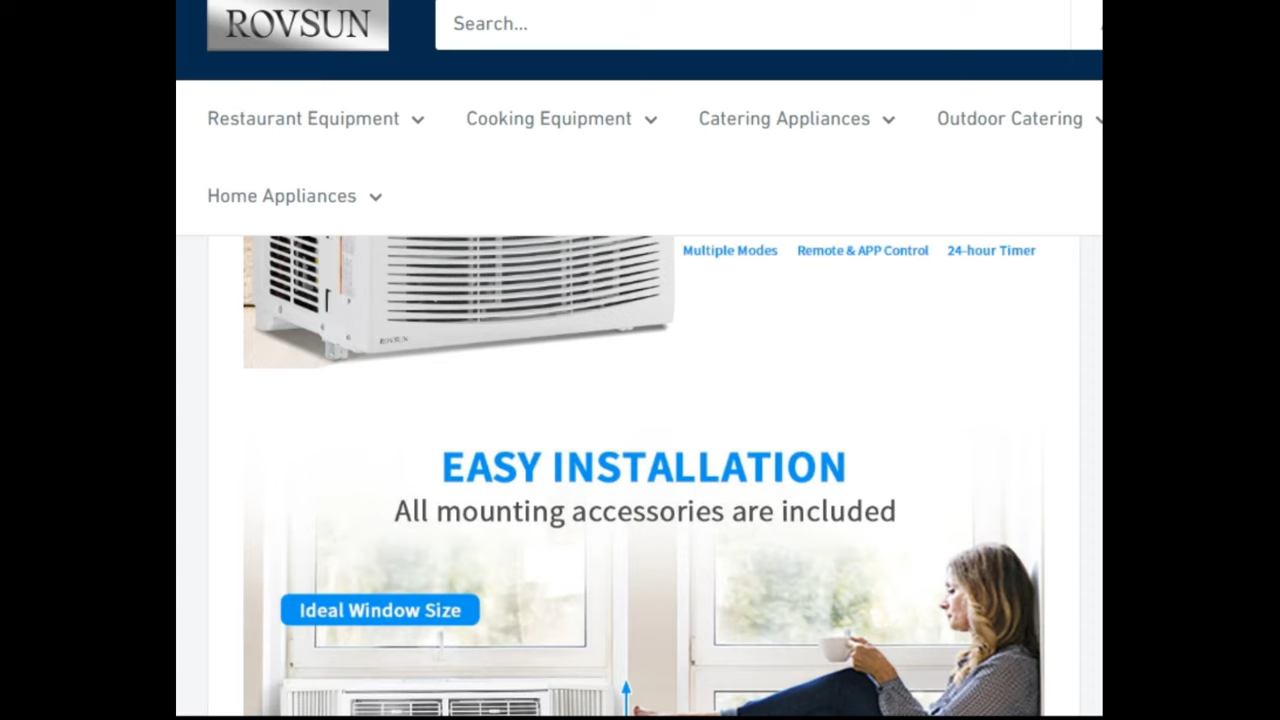 ROVSUN
Search...
Restaurant Equipment
Cooking Equipment
Catering Appliances
Outdoor Catering
Home Appliances
Multiple Modes
Remote & APP Control
24-hour Timer
ROVSUN
EASY INSTALLATION
All mounting accessories are included
Ideal Window Size